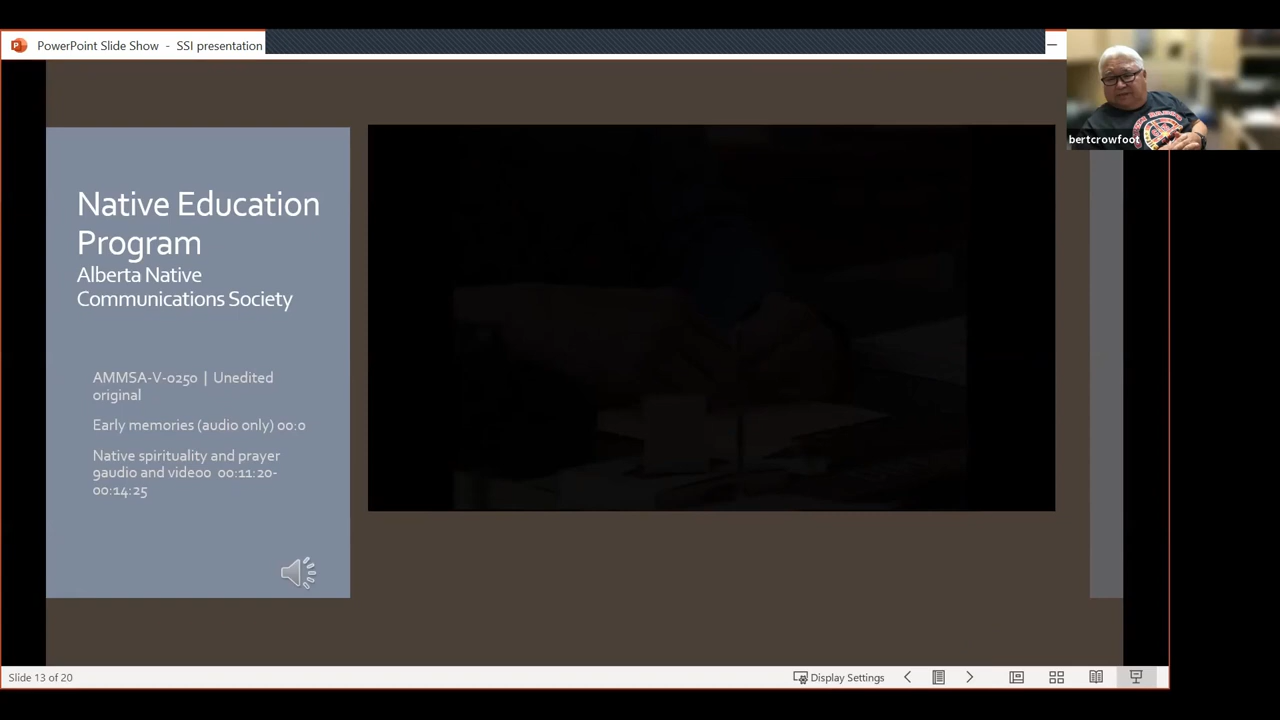 PowerPoint Slide Show - SSI presentation
bertcrowfoot
Native Education
Program
Alberta Native
Communications Society
AMMSA-V-0250 | Unedited
original
Early memories (audio only) 00:0
Native spirituality and prayer
gaudio and videoo 00:11:20-
00:14:25
Slide 13 of 20
Display Settings